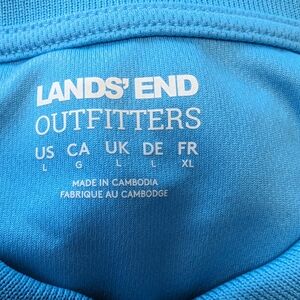 LANDS' END
OUTFITTERS
US CA UK DE FR
L G L L XL
MADE IN CAMBODIA
FABRIQUE AU CAMBODGE